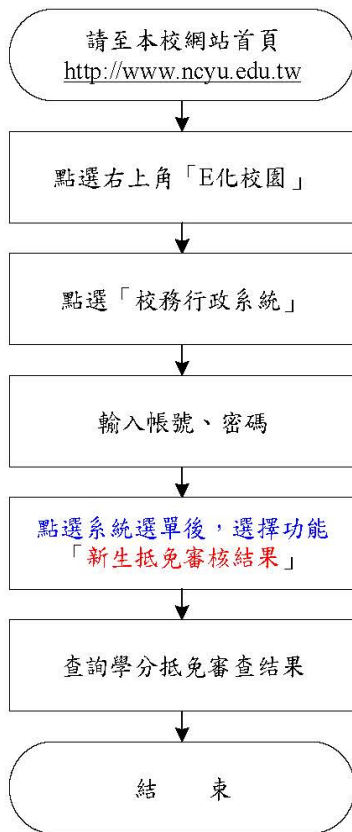 請至本校網站首頁
http://www.ncyu.edu.tw
點選右上角「E化校園」
點選「校務行政系統」
輸入帳號、密碼
點選系統選單後，選擇功能
「新生抵免審核結果」
查詢學分抵免審查結果
結　　束